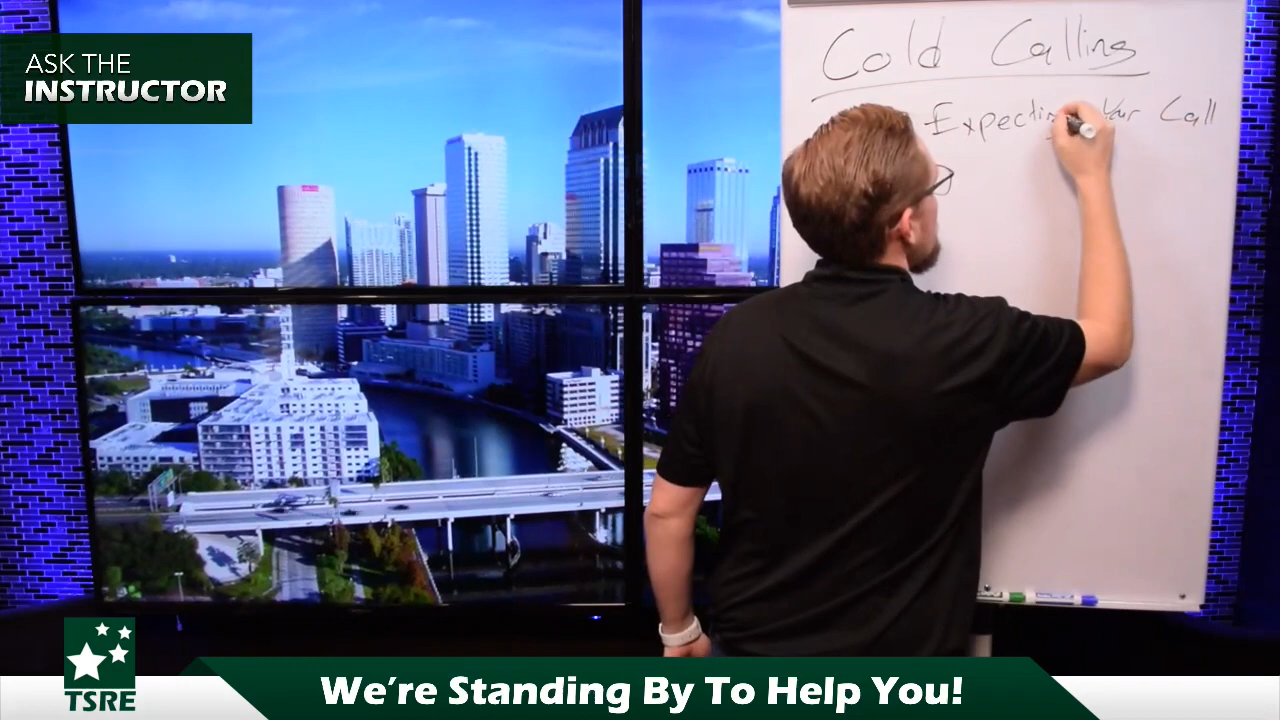 ASK THE
INSTRUCTOR
Cold Calling
Expecting Your Call
TSRE
We're Standing By To Help You!